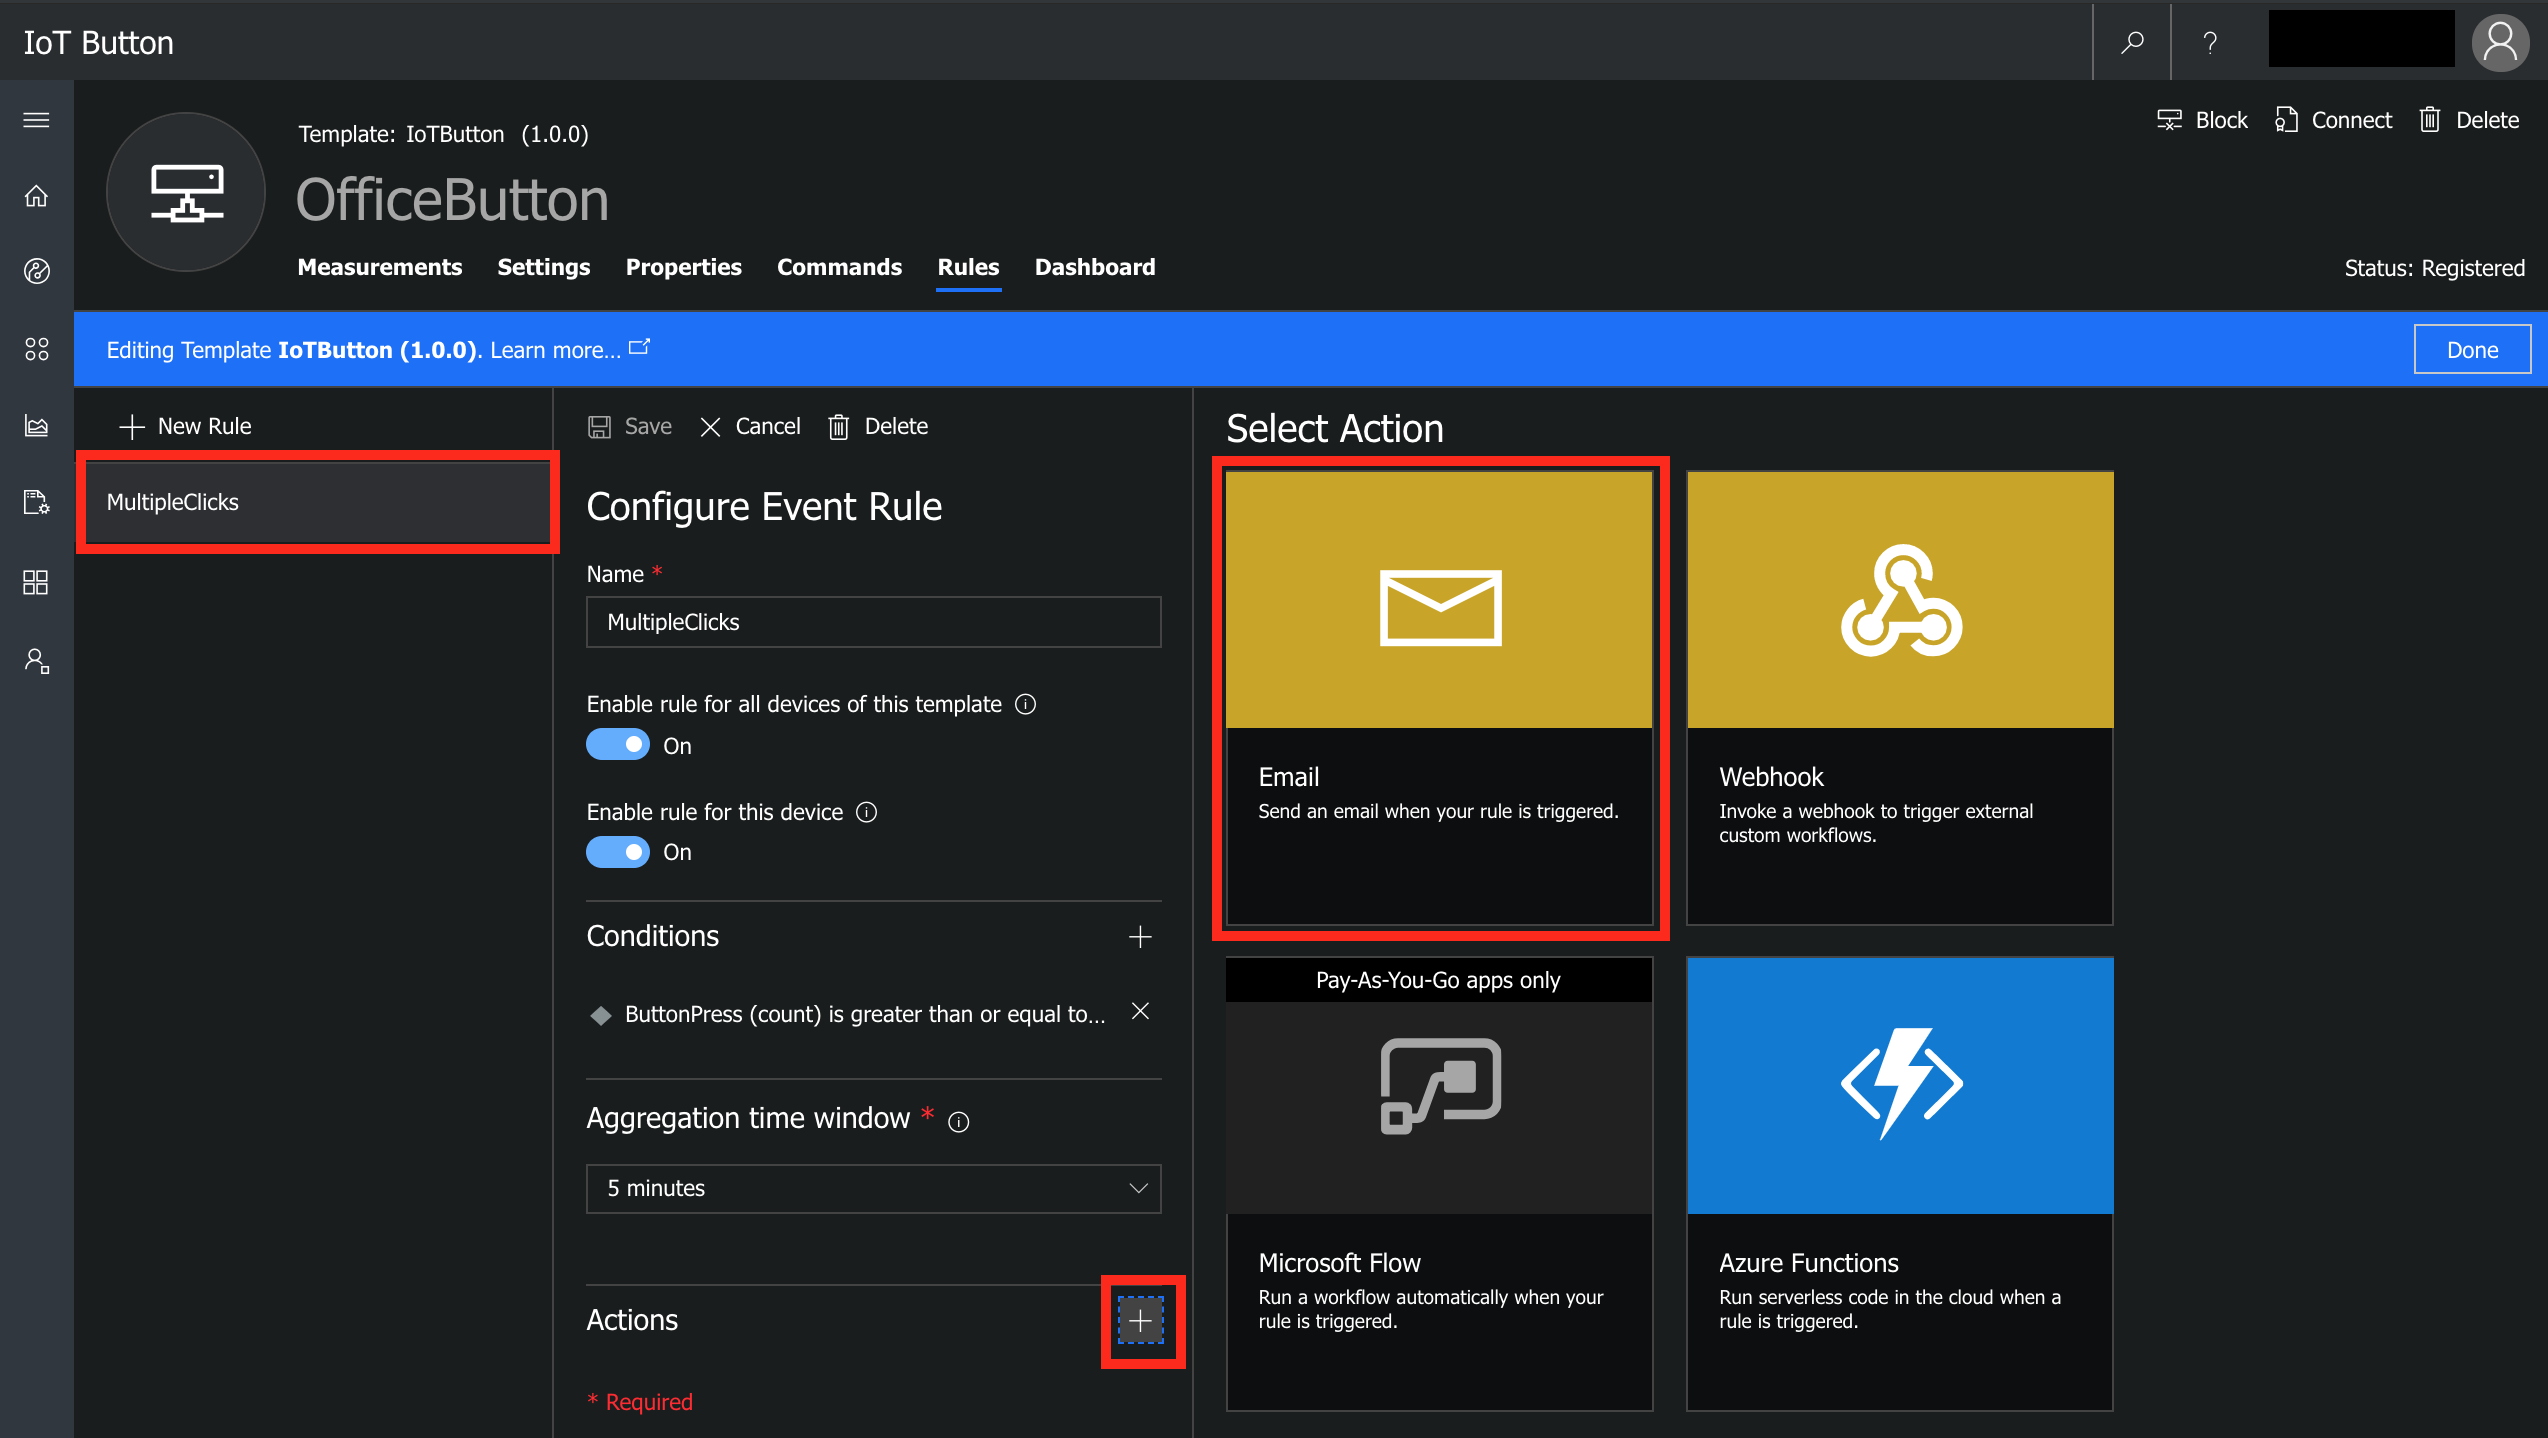 IoT Button
?
Template: IoTButton (1.0.0)
OfficeButton
Block
Connect
Delete
Measurements
Settings
Properties
Commands
Rules
Dashboard
Status: Registered
Editing Template IoTButton (1.0.0). Learn more...
Done
New Rule
MultipleClicks
Save
Cancel
Delete
Configure Event Rule
Name *
MultipleClicks
Enable rule for all devices of this template
On
Enable rule for this device
On
Conditions
ButtonPress (count) is greater than or equal to...
Aggregation time window *
5 minutes
Actions
* Required
Select Action
Email
Send an email when your rule is triggered.
Webhook
Invoke a webhook to trigger external
custom workflows.
Pay-As-You-Go apps only
Microsoft Flow
Run a workflow automatically when your
rule is triggered.
Azure Functions
Run serverless code in the cloud when a
rule is triggered.